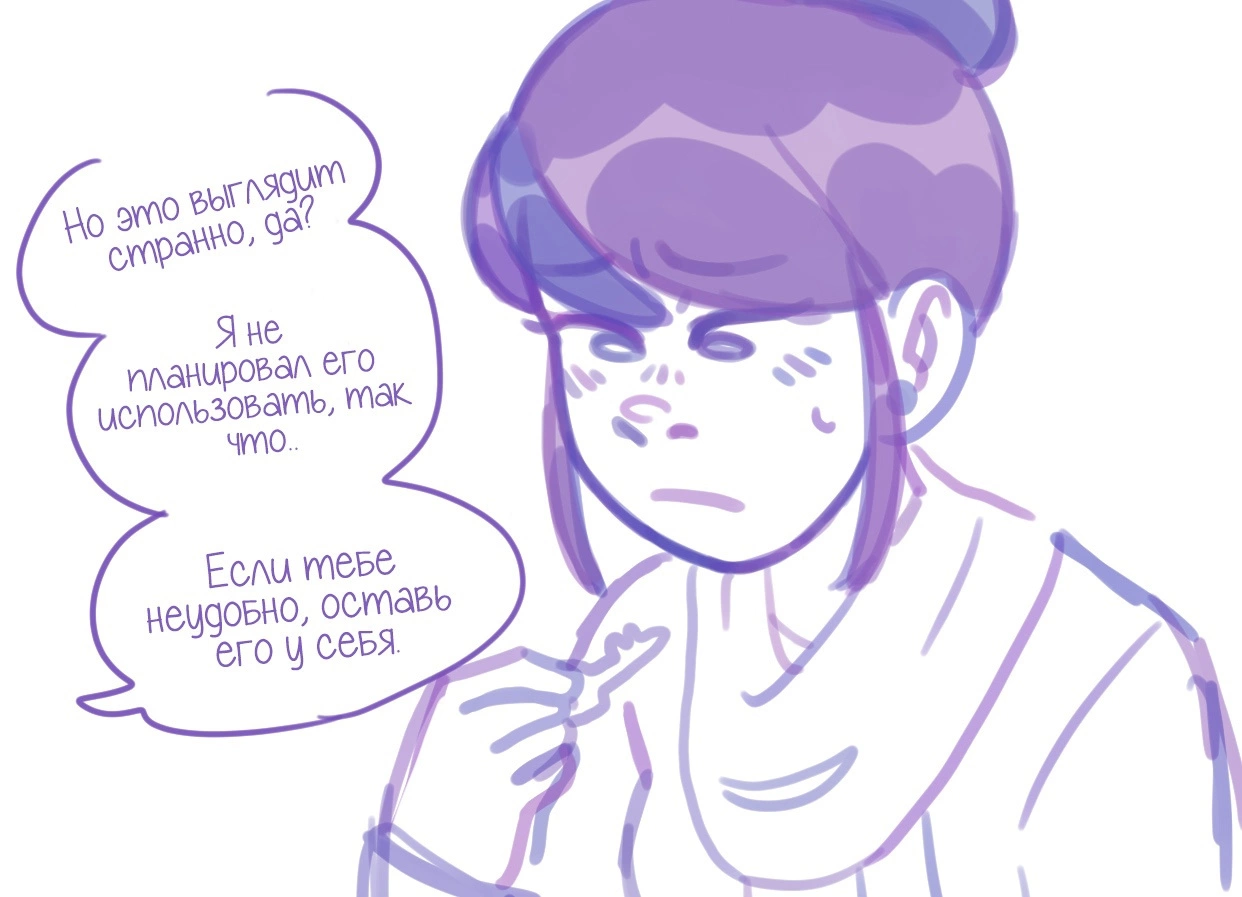 Но это выглядит
странно, да?
Я не
планировал его
использовать, так
что..
Если тебе
неудобно, оставь
его у себя.